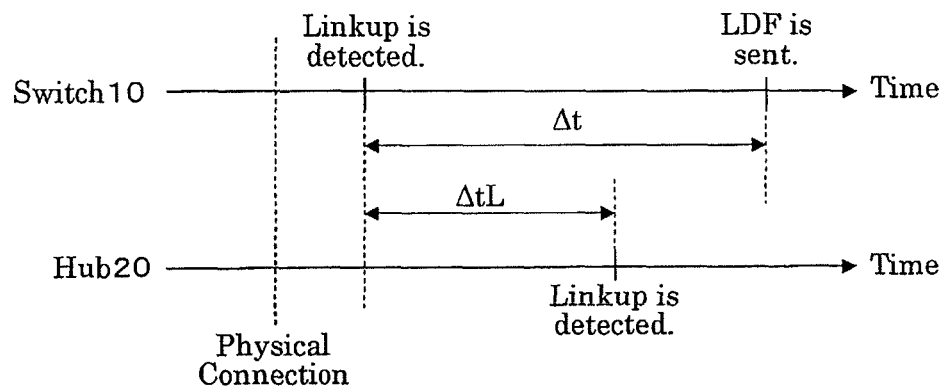 Linkup is
detected.
LDF is
sent.
Switch10
Time
Δt
ΔtL
Hub20
Time
Linkup is
detected.
Physical
Connection